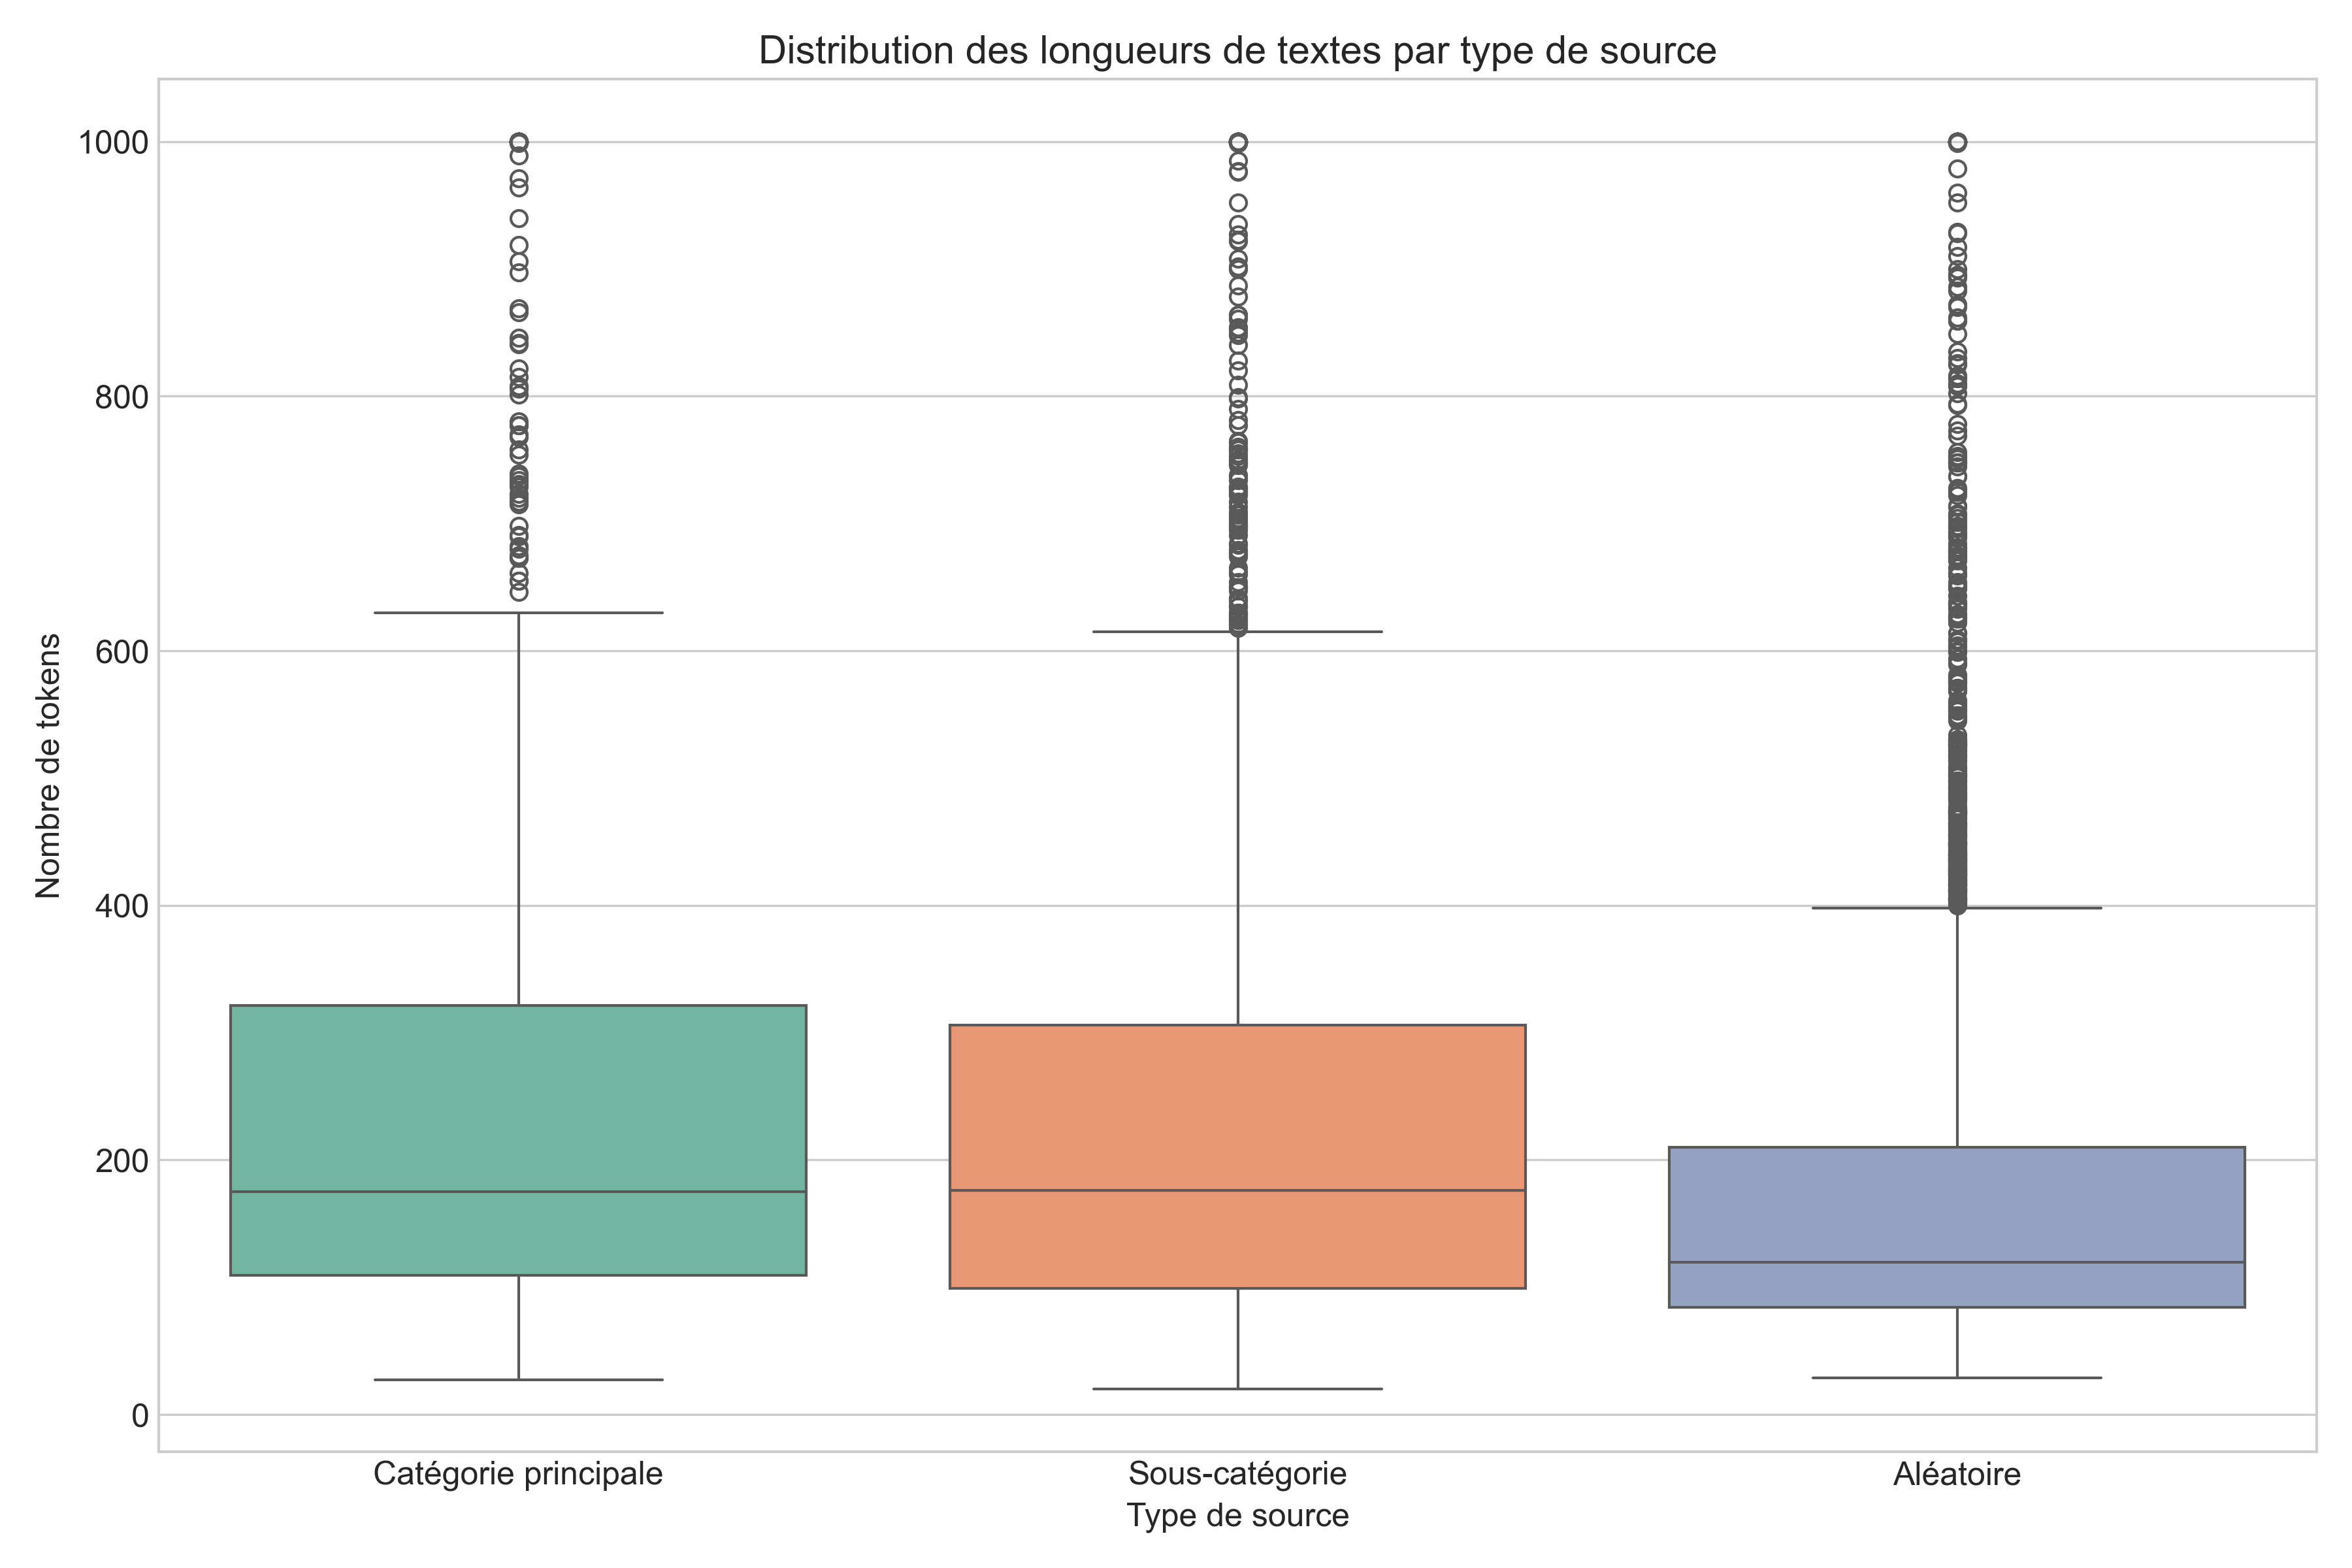 Distribution des longueurs de textes par type de source
1000
800
600
400
200
0
Nombre de tokens
Catégorie principale
Sous-catégorie
Aléatoire
Type de source